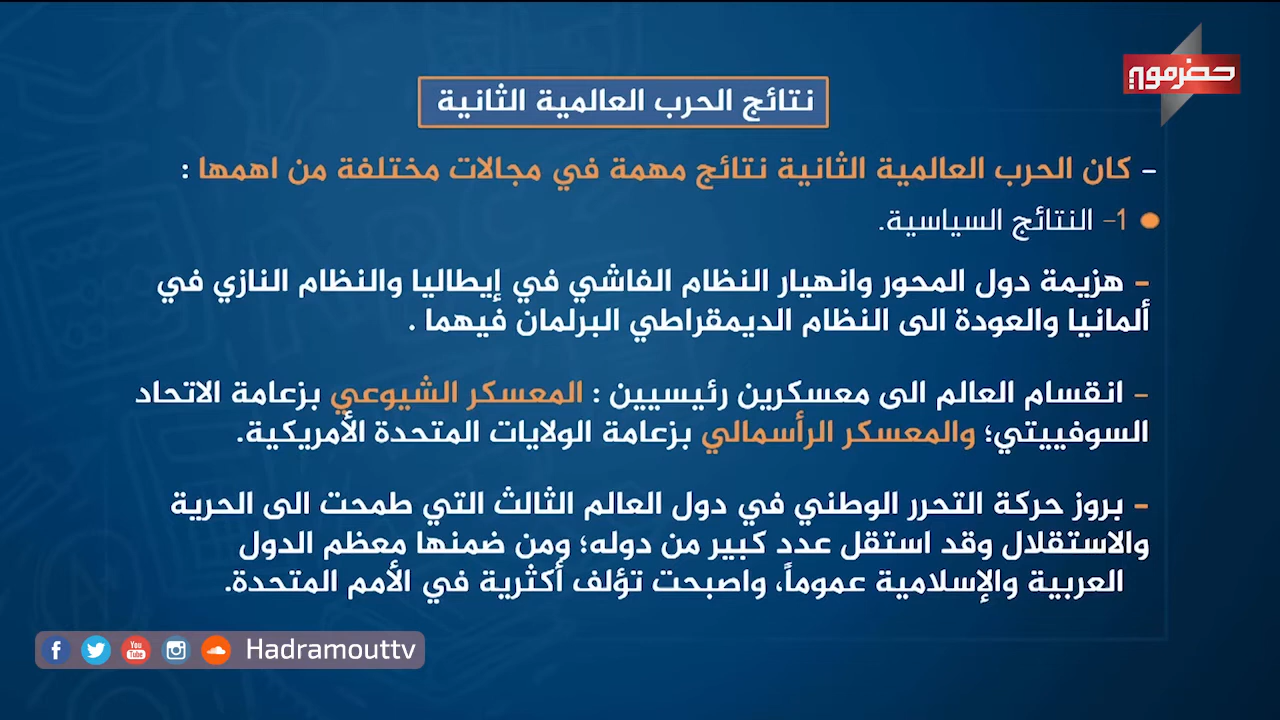 حضرموت
نتائج الحرب العالمية الثانية
- كان الحرب العالمية الثانية نتائج مهمة في مجالات مختلفة من اهمها :
1- النتائج السياسية.
- هزيمة دول المحور وانهيار النظام الفاشي في إيطاليا والنظام النازي في
ألمانيا والعودة الى النظام الديمقراطي البرلمان فيهما .
- انقسام العالم الى معسكرين رئيسيين : المعسكر الشيوعي بزعامة الاتحاد
السوفييتي؛ والمعسكر الرأسمالي بزعامة الولايات المتحدة الأمريكية.
- بروز حركة التحرر الوطني في دول العالم الثالث التي طمحت الى الحرية
والاستقلال وقد استقل عدد كبير من دوله؛ ومن ضمنها معظم الدول
العربية والإسلامية عموماً، واصبحت تؤلف أكثرية في الأمم المتحدة.
You Tube
Hadramouttv